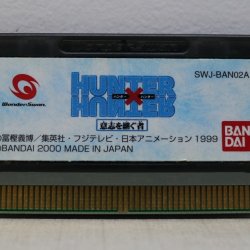 SWJ-BAN02A
WonderSwan
HUNTER
ハンター×ハンター
HUNTER
意志を継ぐ者
©冨樫義博／集英社・フジテレビ・日本アニメーション 1999
©BANDAI 2000 MADE IN JAPAN
BAN
DAI